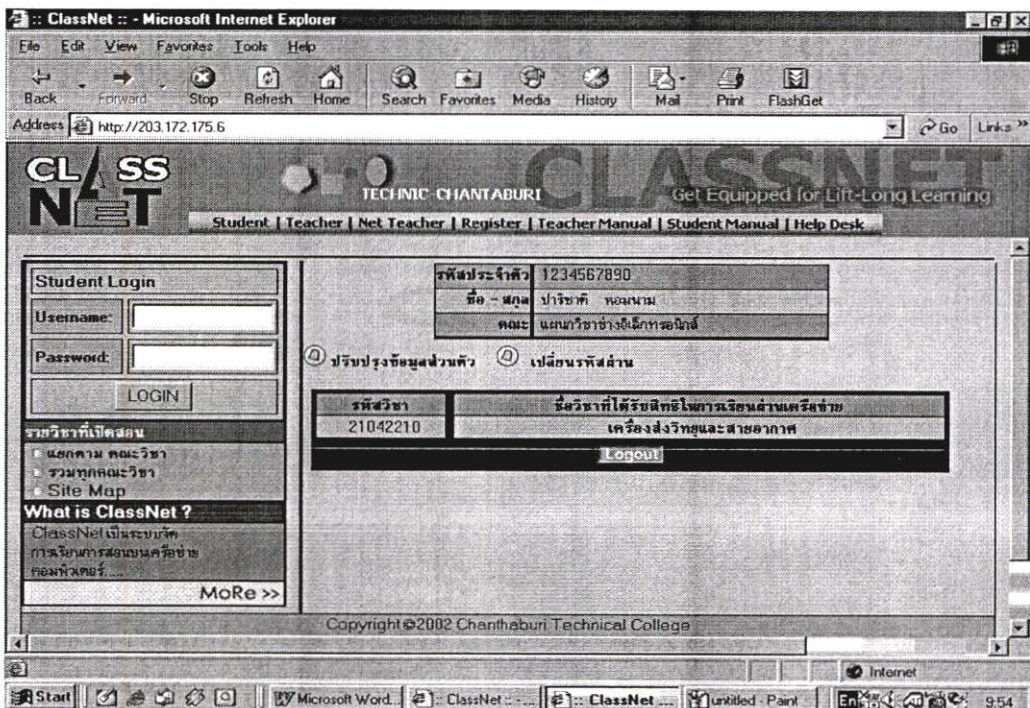 :: ClassNet :: - Microsoft Internet Explorer
File Edit View Favorites Tools Help
Back Forward Stop Refresh Home Search Favorites Media History Mail Print FlashGet
Address http://203.172.175.6 Go Links »
CLASS NET
CLASSNET
TECHNIC-CHANTABURI Get Equipped for Lift-Long Learning
Student | Teacher | Net Teacher | Register | Teacher Manual | Student Manual | Help Desk
Student Login
Username:
Password:
LOGIN
รายวิชาที่เปิดสอน
แยกตาม คณะวิชา
รวมทุกคณะวิชา
Site Map
What is ClassNet ?
ClassNet เป็นระบบจัด
การเรียนการสอนบนเครือข่าย
คอมพิวเตอร์.....
MoRe >>
รหัสประจำตัว 1234567890
ชื่อ - สกุล ปาริชาติ หอมนาม
คณะ แผนกวิชาช่างอิเล็กทรอนิกส์
ปรับปรุงข้อมูลส่วนตัว เปลี่ยนรหัสผ่าน
รหัสวิชา ชื่อวิชาที่ได้รับสิทธิในการเรียนผ่านเครือข่าย
21042210 เครื่องส่งวิทยุและสายอากาศ
Logout
Copyright©2002 Chanthaburi Technical College
Internet
Start Microsoft Word... :: ClassNet :: - ... :: ClassNet ... untitled - Paint En 9:54